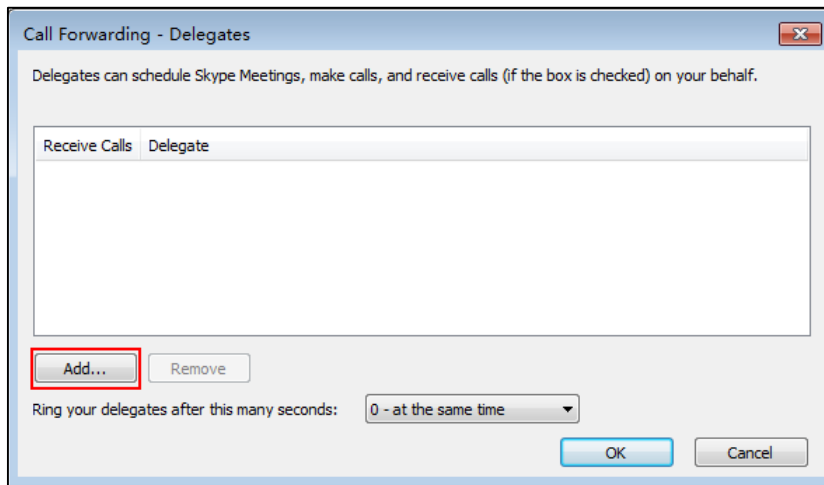 Call Forwarding - Delegates
Delegates can schedule Skype Meetings, make calls, and receive calls (if the box is checked) on your behalf.
Receive Calls Delegate
Add... Remove
Ring your delegates after this many seconds: 0 - at the same time
OK Cancel